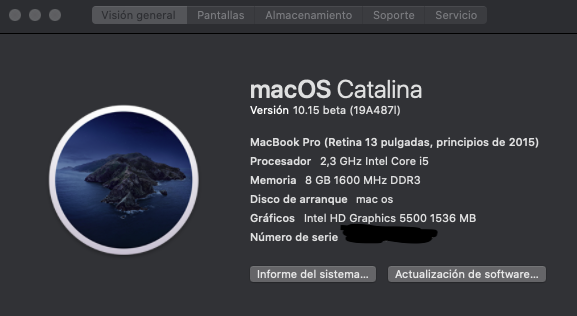 Visión general Pantallas Almacenamiento Soporte Servicio
macOS Catalina
Versión 10.15 beta (19A487l)
MacBook Pro (Retina 13 pulgadas, principios de 2015)
Procesador 2,3 GHz Intel Core i5
Memoria 8 GB 1600 MHz DDR3
Disco de arranque mac os
Gráficos Intel HD Graphics 5500 1536 MB
Número de serie
Informe del sistema... Actualización de software...